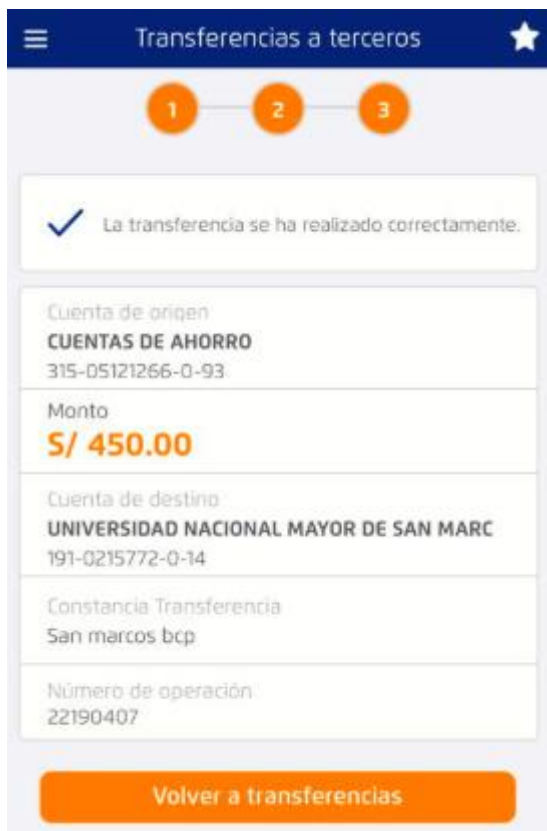 Transferencias a terceros
1 2 3
La transferencia se ha realizado correctamente.
Cuenta de origen
CUENTAS DE AHORRO
315-05121266-0-93
Monto
S/ 450.00
Cuenta de destino
UNIVERSIDAD NACIONAL MAYOR DE SAN MARC
191-0215772-0-14
Constancia Transferencia
San marcos bcp
Número de operación
22190407
Volver a transferencias